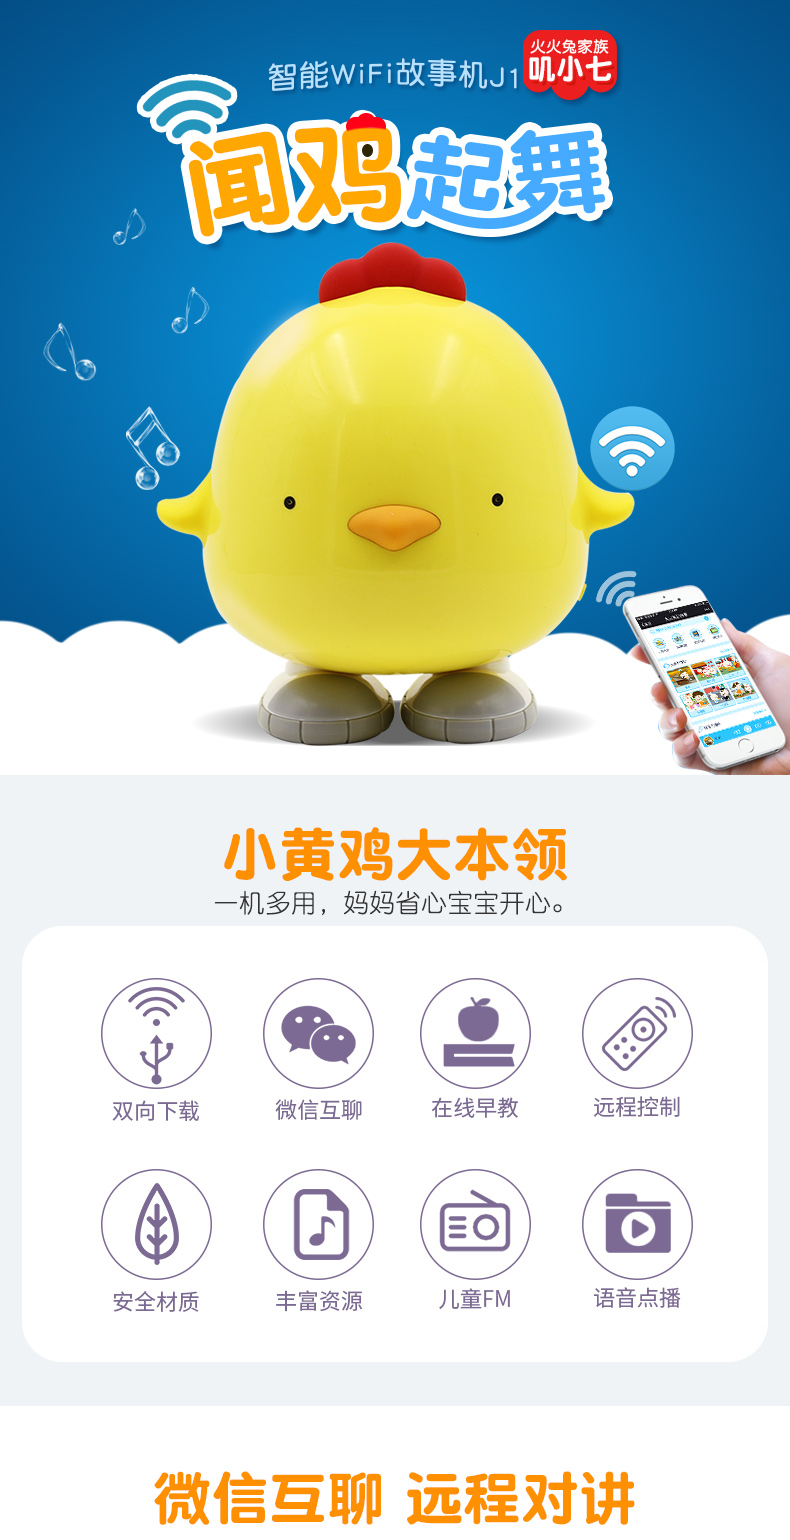 火火兔家族
叽小七
智能WiFi故事机J1
闻鸡起舞
小黄鸡大本领
一机多用，妈妈省心宝宝开心。
双向下载
微信互聊
在线早教
远程控制
安全材质
丰富资源
儿童FM
语音点播
微信互聊 远程对讲